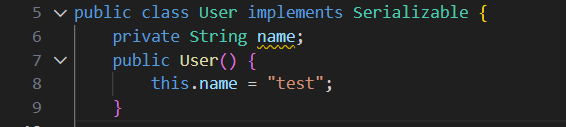 5 public class User implements Serializable {
6     private String name;
7     public User() {
8         this.name = "test";
9     }